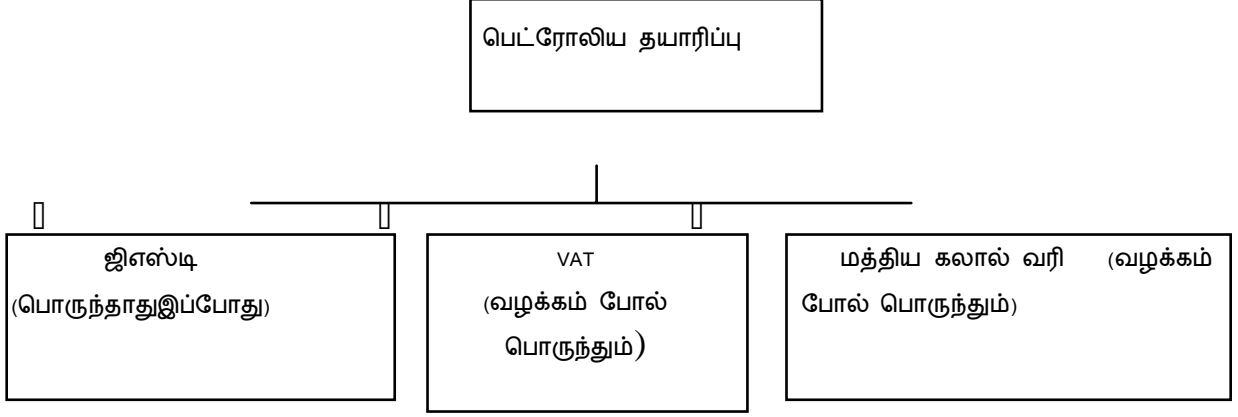 பெட்ரோலிய தயாரிப்பு
ஜிஎஸ்டி
(பொருந்தாதுஇப்போது)
VAT
(வழக்கம் போல்
பொருந்தும்)
மத்திய கலால் வரி (வழக்கம்
போல் பொருந்தும்)